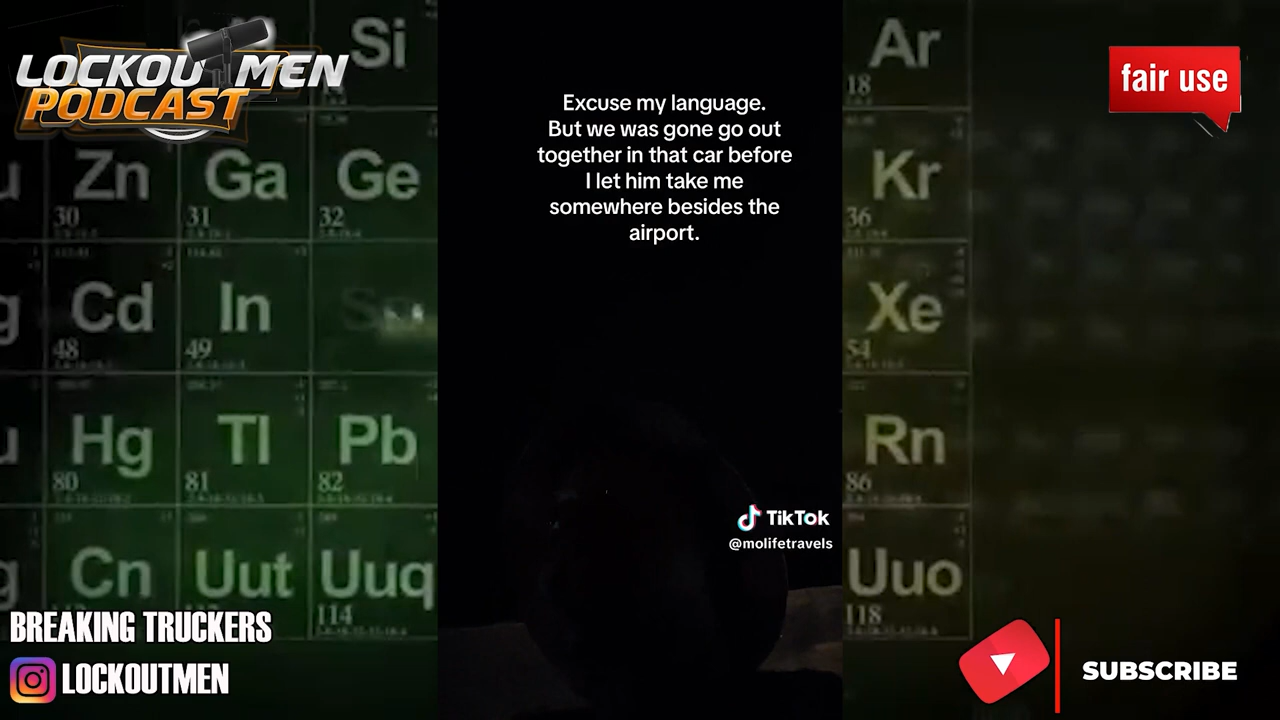 LOCKOUTMEN
PODCAST
fair use
Excuse my language.
But we was gone go out
together in that car before
I let him take me
somewhere besides the
airport.
TikTok
@molifetravels
Si
Ar
18
Zn
30
Ga
31
Ge
32
Kr
36
Cd
48
In
49
Xe
54
Hg
80
Tl
81
Pb
82
Rn
86
Cn
Uut
Uuq
114
Uuo
118
BREAKING TRUCKERS
LOCKOUTMEN
SUBSCRIBE